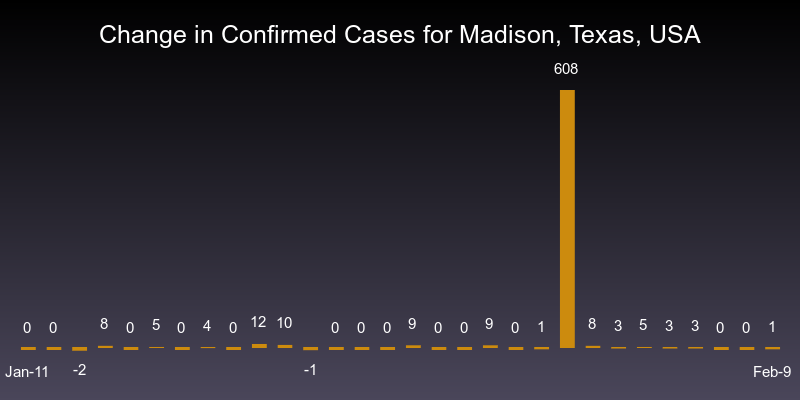 Change in Confirmed Cases for Madison, Texas, USA
608
0 0 8 0 5 0 4 0 12 10 0 0 0 9 0 0 9 0 1 8 3 5 3 3 0 0 1
Jan-11 -2 -1 Feb-9